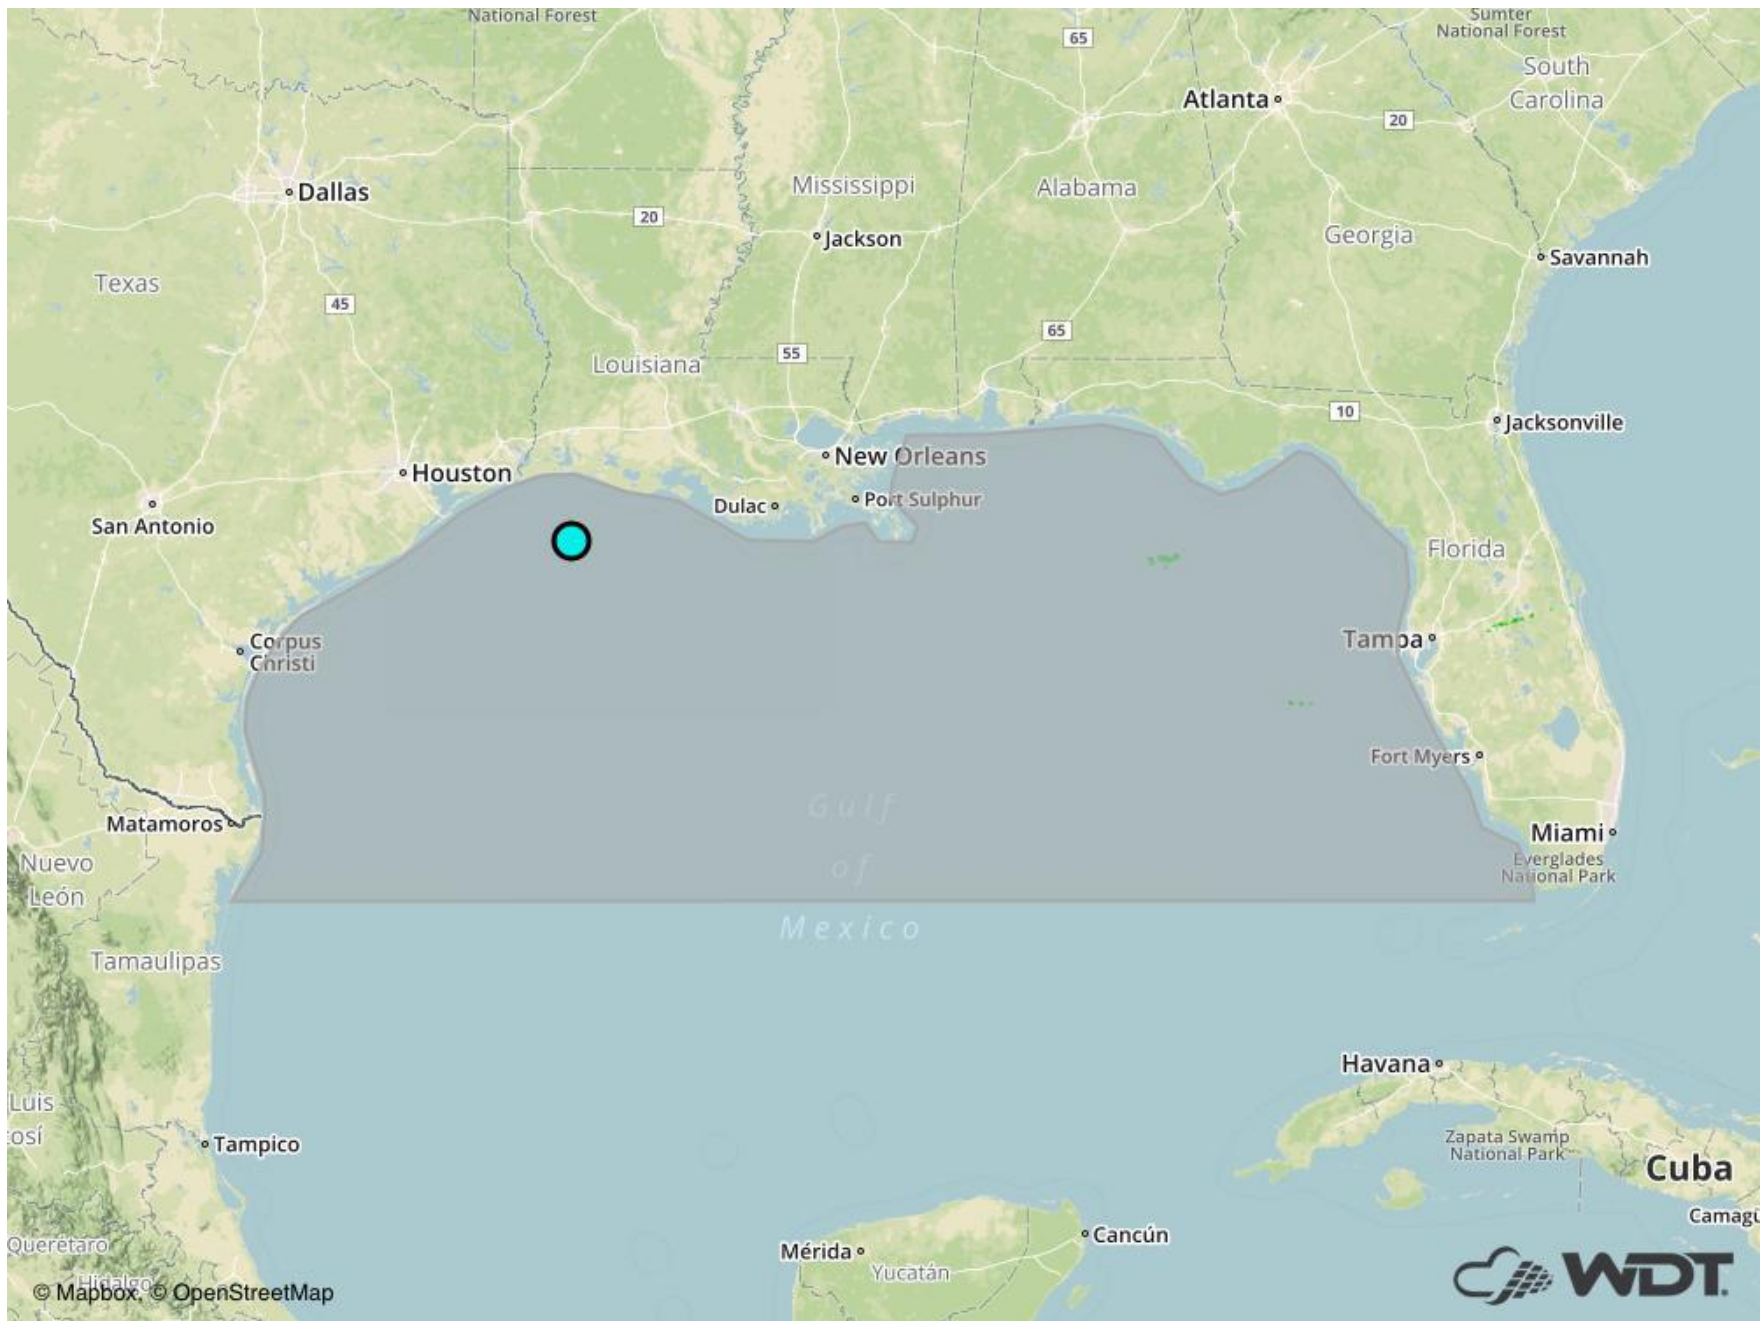 National Forest
Sumter
National Forest
65
South
Carolina
Atlanta
20
Dallas
Mississippi
Alabama
20
Jackson
Georgia
Savannah
Texas
45
65
Louisiana
55
10
Jacksonville
New Orleans
Houston
Dulac
Port Sulphur
San Antonio
Florida
Corpus
Christi
Tampa
Fort Myers
Gulf
of
Mexico
Matamoros
Miami
Everglades
National Park
Nuevo
León
Tamaulipas
Havana
Luis
osí
Zapata Swamp
National Park
Tampico
Cuba
Camagü
Cancún
Mérida
Yucatán
Querétaro
Hidalgo
© Mapbox, © OpenStreetMap
WDT